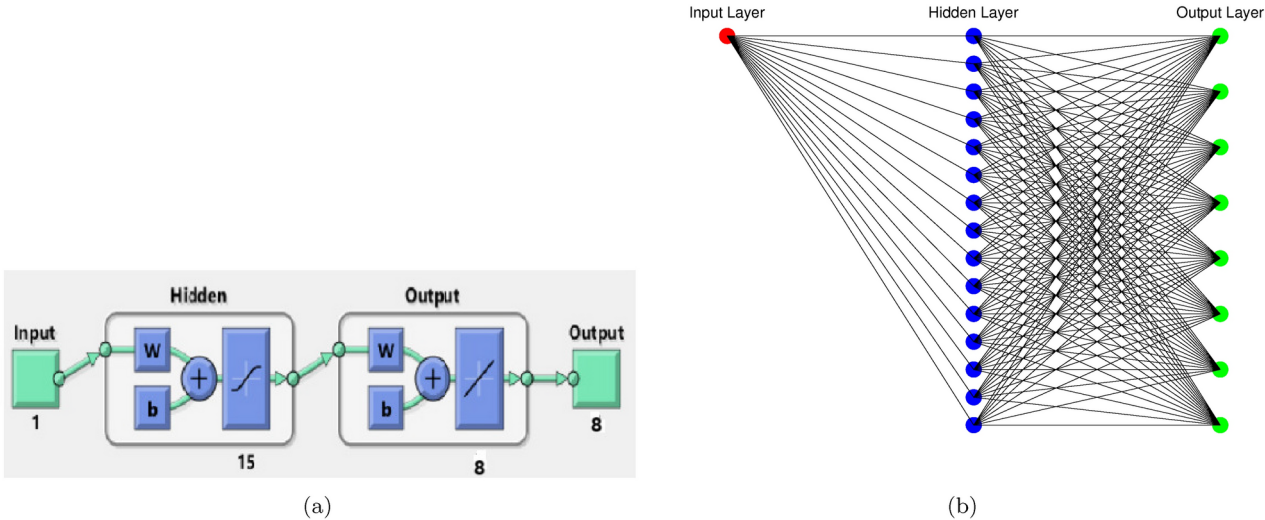 Input Layer
Hidden Layer
Output Layer
Hidden
Output
Input
W
b
+
W
b
+
Output
1
15
8
8
(a)
(b)